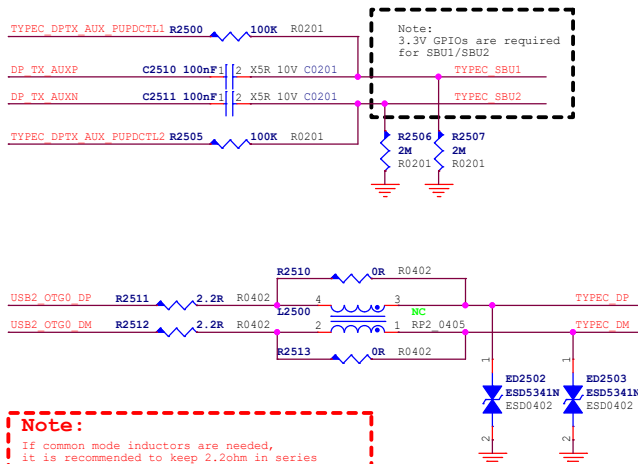 TYPEC_DPTX_AUX_PUPDCTL1 R2500 100K R0201
Note:
3.3V GPIOs are required
for SBU1/SBU2
DP_TX_AUXP C2510 100nF 1 2 X5R 10V C0201 TYPEC_SBU1
DP_TX_AUXN C2511 100nF 1 2 X5R 10V C0201 TYPEC_SBU2
TYPEC_DPTX_AUX_PUPDCTL2 R2505 100K R0201
R2506 R2507
2M 2M
R0201 R0201
R2510 0R R0402
USB2_OTG0_DP R2511 2.2R R0402 4 3 TYPEC_DP
L2500 NC
USB2_OTG0_DM R2512 2.2R R0402 2 1 RP2_0405 TYPEC_DM
R2513 0R R0402
1 1
ED2502 ED2503
ESD5341N ESD5341N
ESD0402 ESD0402
2 2
Note:
If common mode inductors are needed,
it is recommended to keep 2.2ohm in series